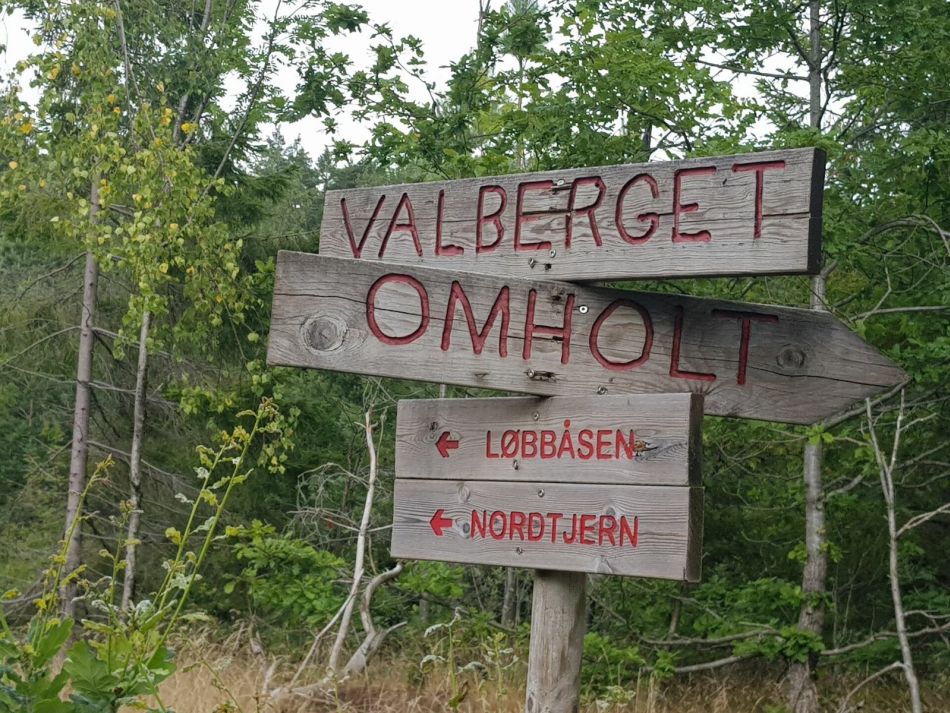 VALBERGET
OMHOLT
LØBBÅSEN
NORDTJERN